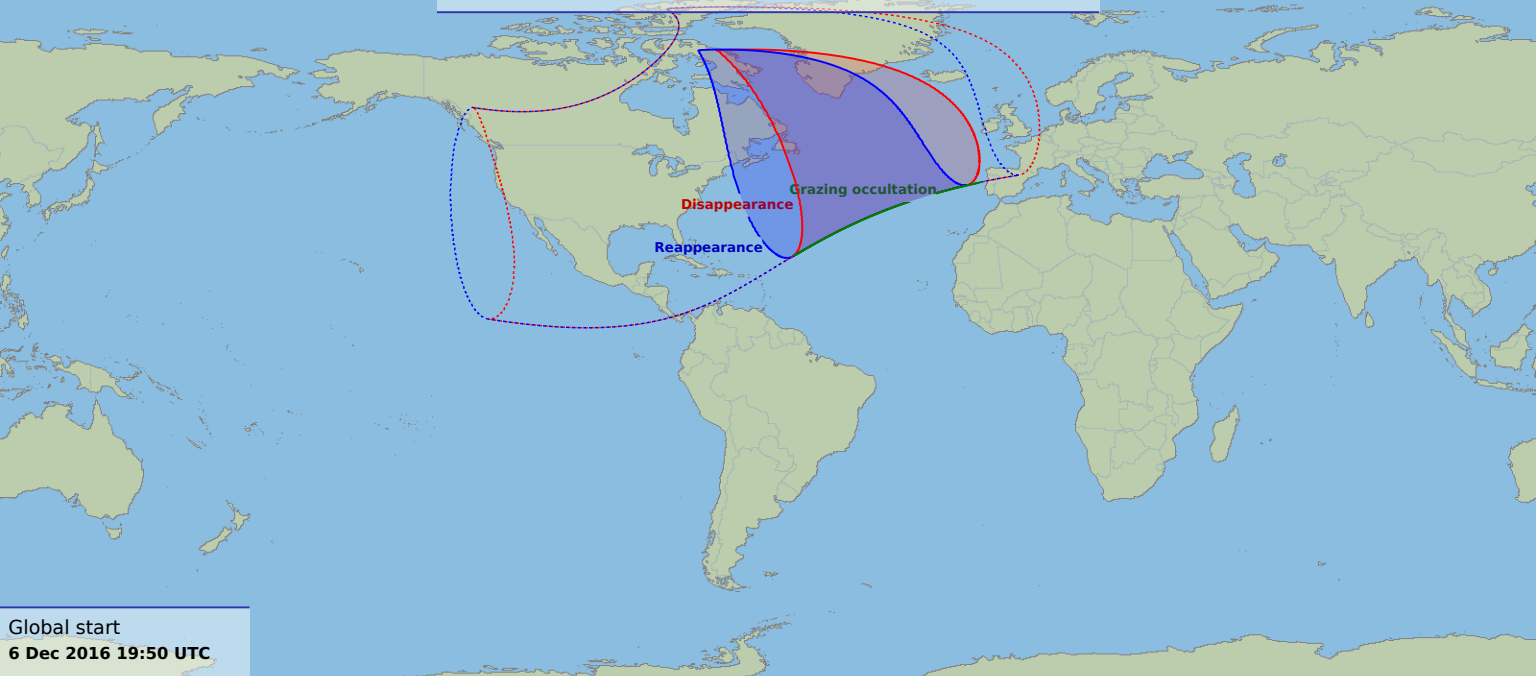 Grazing occultation
Disappearance
Reappearance
Global start
6 Dec 2016 19:50 UTC